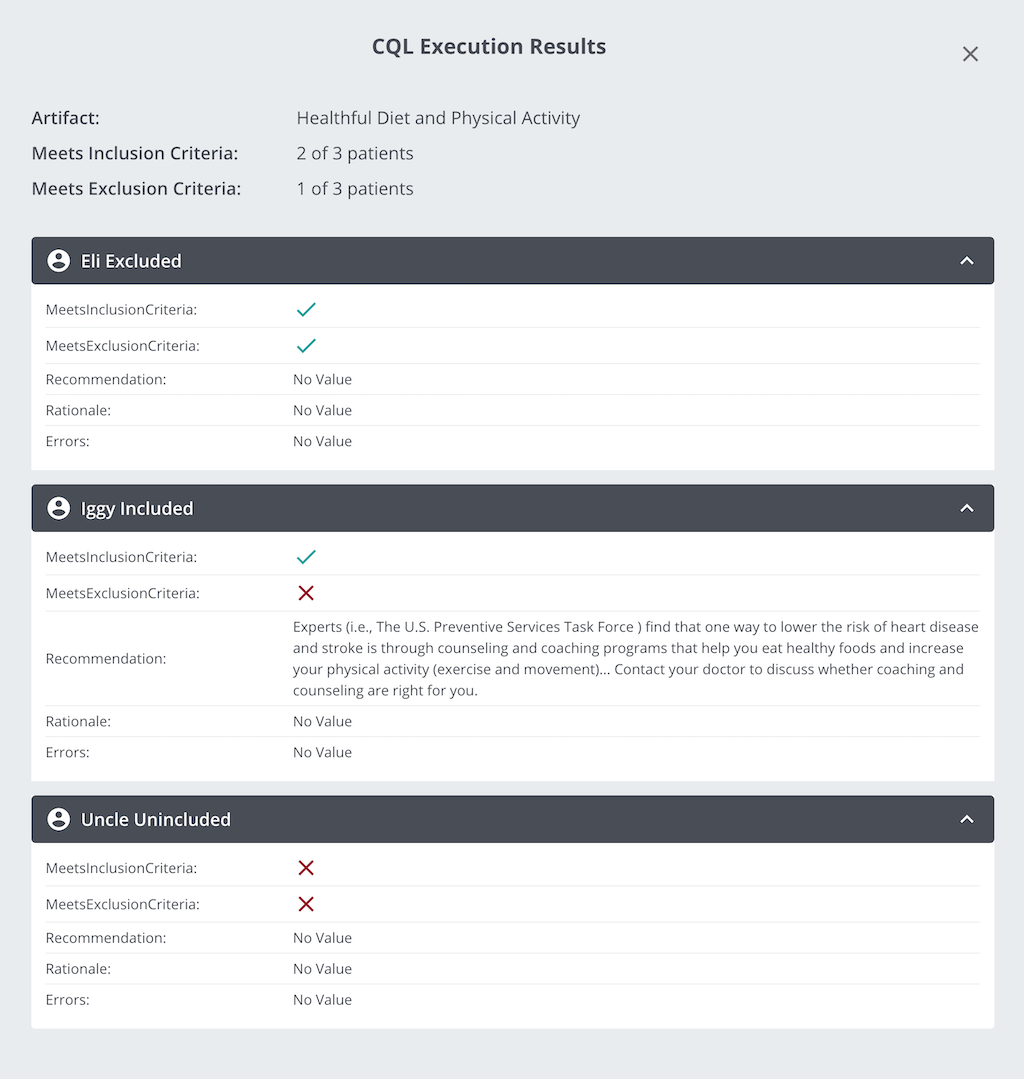 CQL Execution Results
Artifact: Healthful Diet and Physical Activity
Meets Inclusion Criteria: 2 of 3 patients
Meets Exclusion Criteria: 1 of 3 patients
Eli Excluded
MeetsInclusionCriteria:
MeetsExclusionCriteria:
Recommendation: No Value
Rationale: No Value
Errors: No Value
Iggy Included
MeetsInclusionCriteria:
MeetsExclusionCriteria:
Recommendation:
Experts (i.e., The U.S. Preventive Services Task Force ) find that one way to lower the risk of heart disease
and stroke is through counseling and coaching programs that help you eat healthy foods and increase
your physical activity (exercise and movement)... Contact your doctor to discuss whether coaching and
counseling are right for you.
Rationale: No Value
Errors: No Value
Uncle Unincluded
MeetsInclusionCriteria:
MeetsExclusionCriteria:
Recommendation: No Value
Rationale: No Value
Errors: No Value